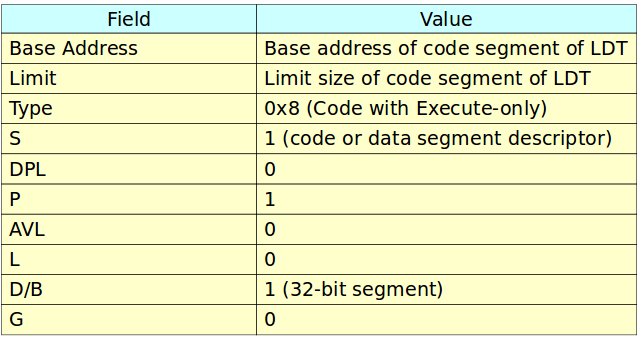 Field Value
Base Address Base address of code segment of LDT
Limit Limit size of code segment of LDT
Type 0x8 (Code with Execute-only)
S 1 (code or data segment descriptor)
DPL 0
P 1
AVL 0
L 0
D/B 1 (32-bit segment)
G 0